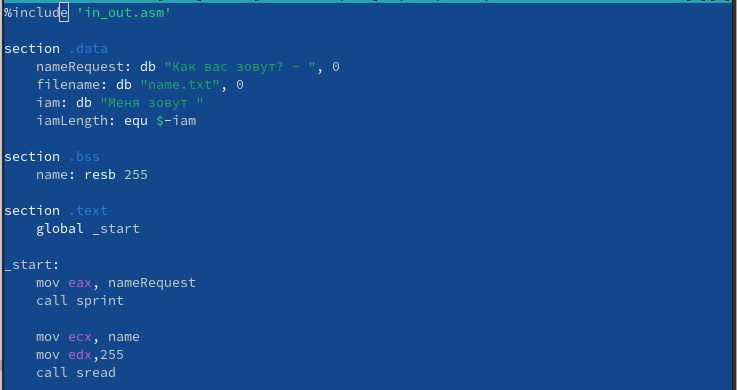 %include 'in_out.asm'
section .data
nameRequest: db "Как вас зовут? - ", 0
filename: db "name.txt", 0
iam: db "Меня зовут "
iamLength: equ $-iam
section .bss
name: resb 255
section .text
global _start
_start:
mov eax, nameRequest
call sprint
mov ecx, name
mov edx,255
call sread